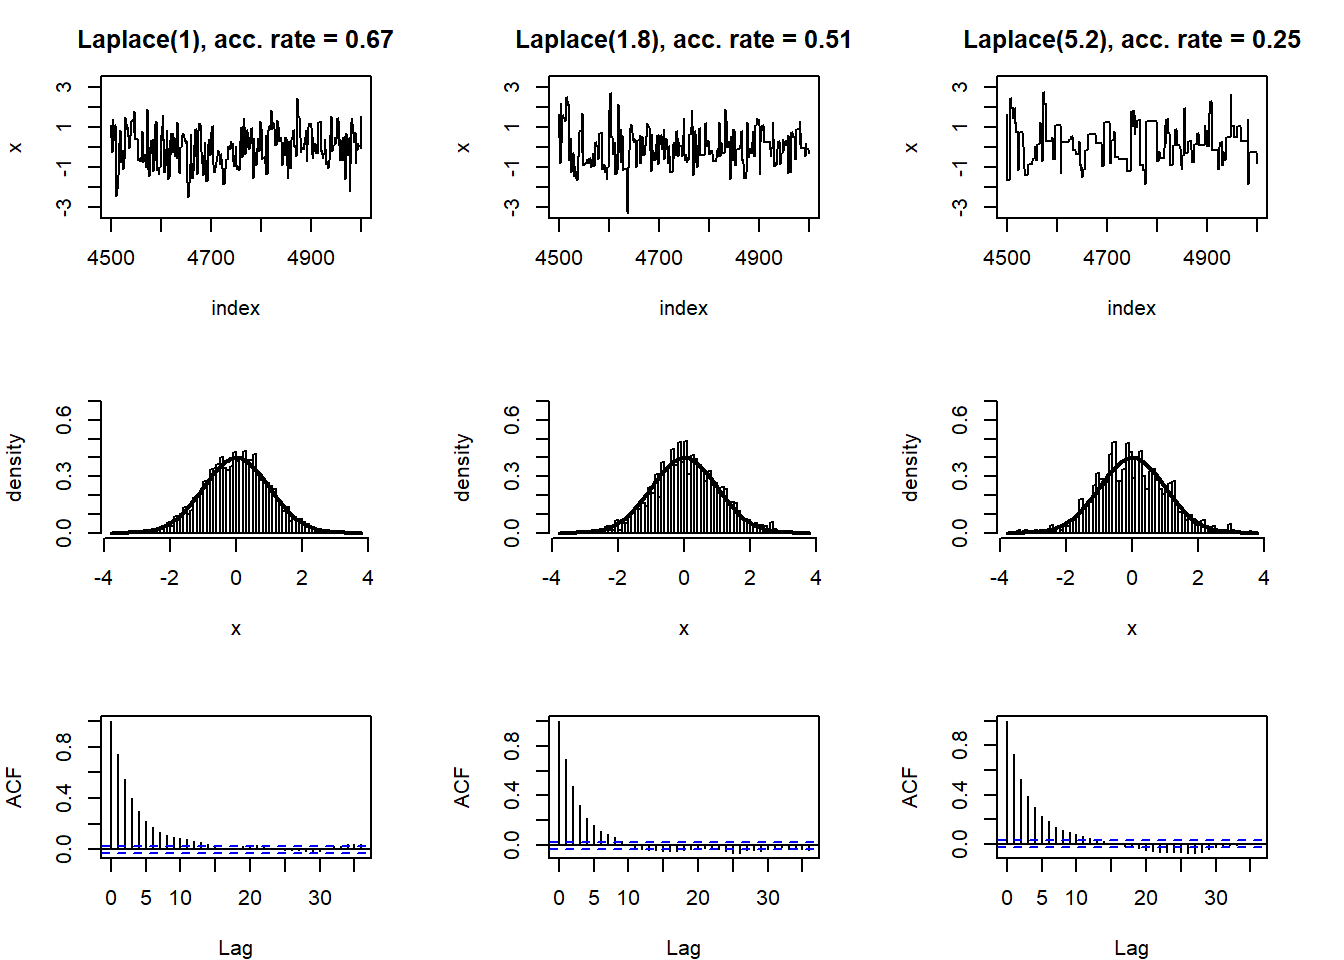 Laplace(1), acc. rate = 0.67
Laplace(1.8), acc. rate = 0.51
Laplace(5.2), acc. rate = 0.25
x
3
1
-1
-3
4500 4700 4900
index
x
3
1
-1
-3
4500 4700 4900
index
x
3
1
-1
-3
4500 4700 4900
index
density
0.6
0.3
0.0
-4 -2 0 2 4
x
density
0.6
0.3
0.0
-4 -2 0 2 4
x
density
0.6
0.3
0.0
-4 -2 0 2 4
x
ACF
0.8
0.4
0.0
0 5 10 20 30
Lag
ACF
0.8
0.4
0.0
0 5 10 20 30
Lag
ACF
0.8
0.4
0.0
0 5 10 20 30
Lag